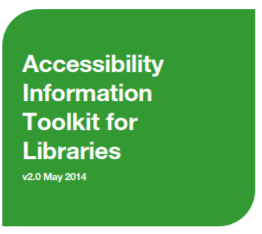 Accessibility
Information
Toolkit for
Libraries
v2.0 May 2014